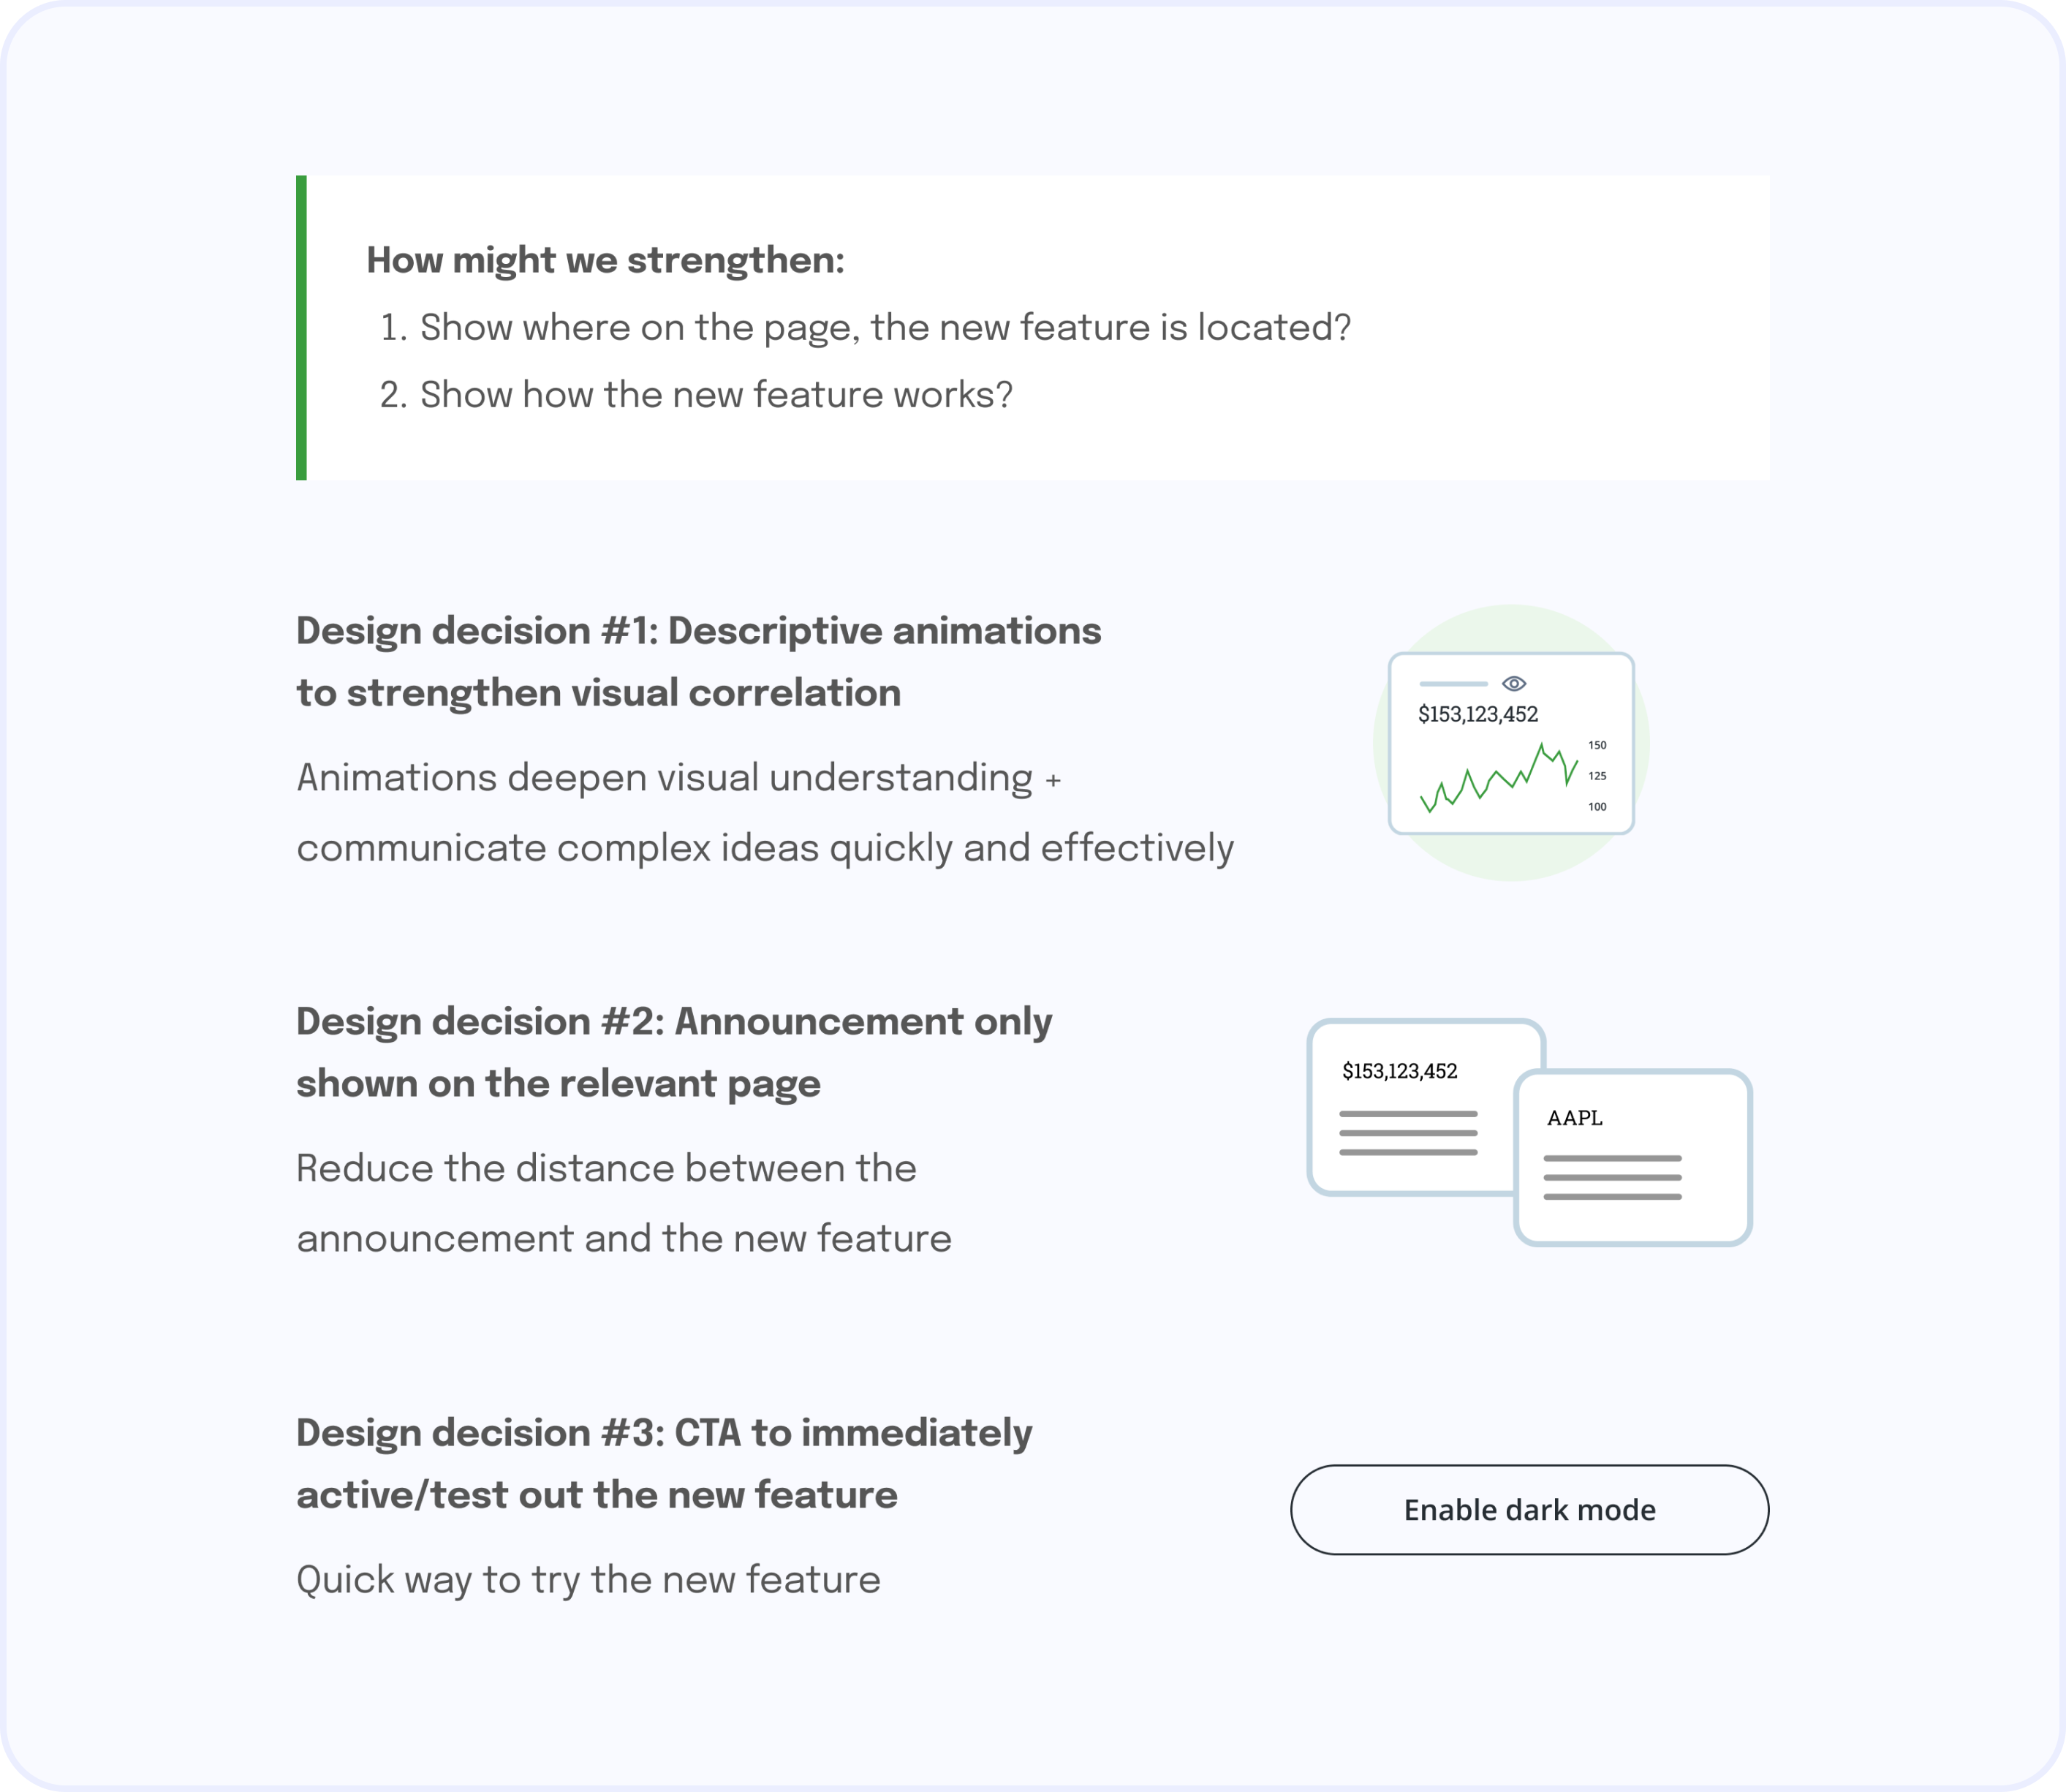 How might we strengthen:
1. Show where on the page, the new feature is located?
2. Show how the new feature works?
Design decision #1: Descriptive animations
to strengthen visual correlation
Animations deepen visual understanding +
communicate complex ideas quickly and effectively
$153,123,452
150
125
100
Design decision #2: Announcement only
shown on the relevant page
Reduce the distance between the
announcement and the new feature
$153,123,452
AAPL
Design decision #3: CTA to immediately
active/test out the new feature
Quick way to try the new feature
Enable dark mode